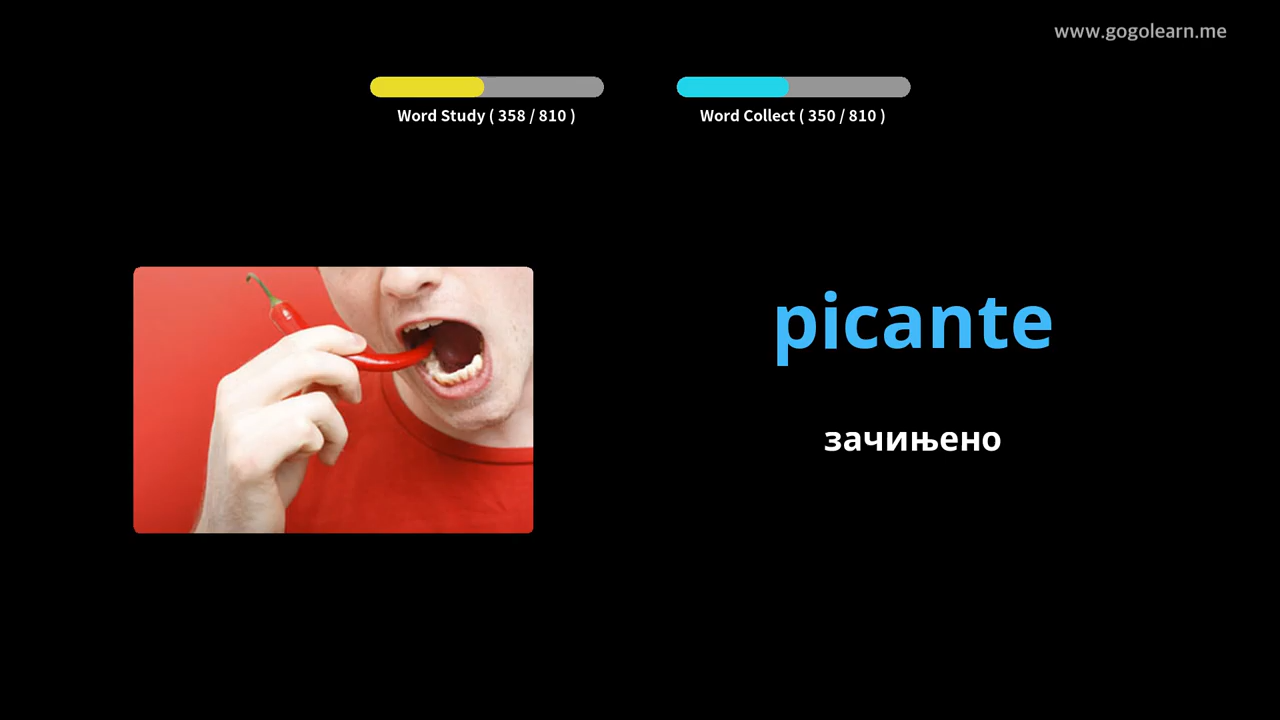 www.gogolearn.me
Word Study ( 358 / 810 )
Word Collect ( 350 / 810 )
picante
зачињено